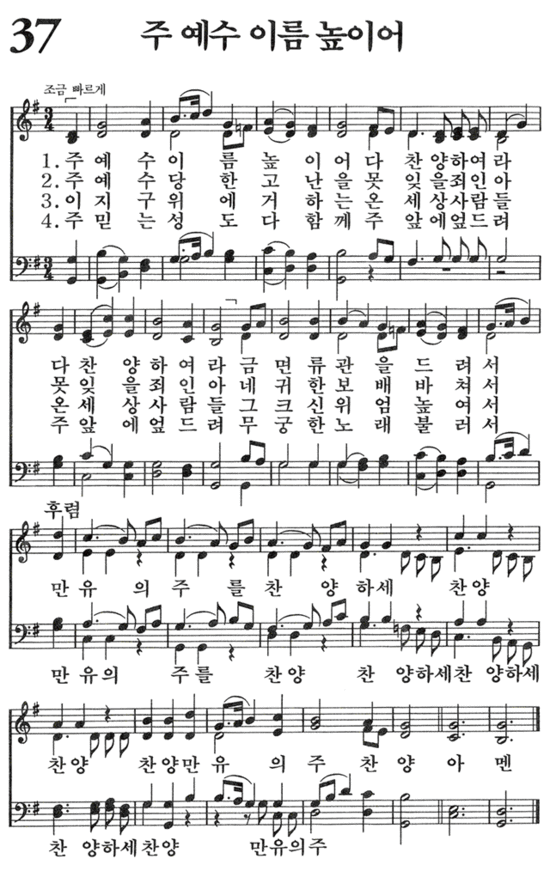 37 주 예수 이름 높이어
조금 빠르게
3
4
1. 주 예 수 이 름 높 이 어 다 찬 양 하 여 라
2. 주 예 수 당 한 고 난 을 못 잊 을 죄 인 아
3. 이 지 구 위 에 거 하 는 온 세 상 사 람 들
4. 주 믿 는 성 도 다 함 께 주 앞 에 엎 드 려
3
4
다 찬 양 하 여 라 금 면 류 관 을 드 려 서
못 잊 을 죄 인 아 네 귀 한 보 배 바 쳐 서
온 세 상 사 람 들 그 크 신 위 엄 높 여 서
주 앞 에 엎 드 려 무 궁 한 노 래 불 러 서
후렴
만 유 의 주 를 찬 양 하 세 찬 양
만 유 의 주 를 찬 양 찬 양하세 찬 양하세
찬양 찬양 만 유 의 주 찬 양 아 멘
찬 양하세 찬양 만유의주